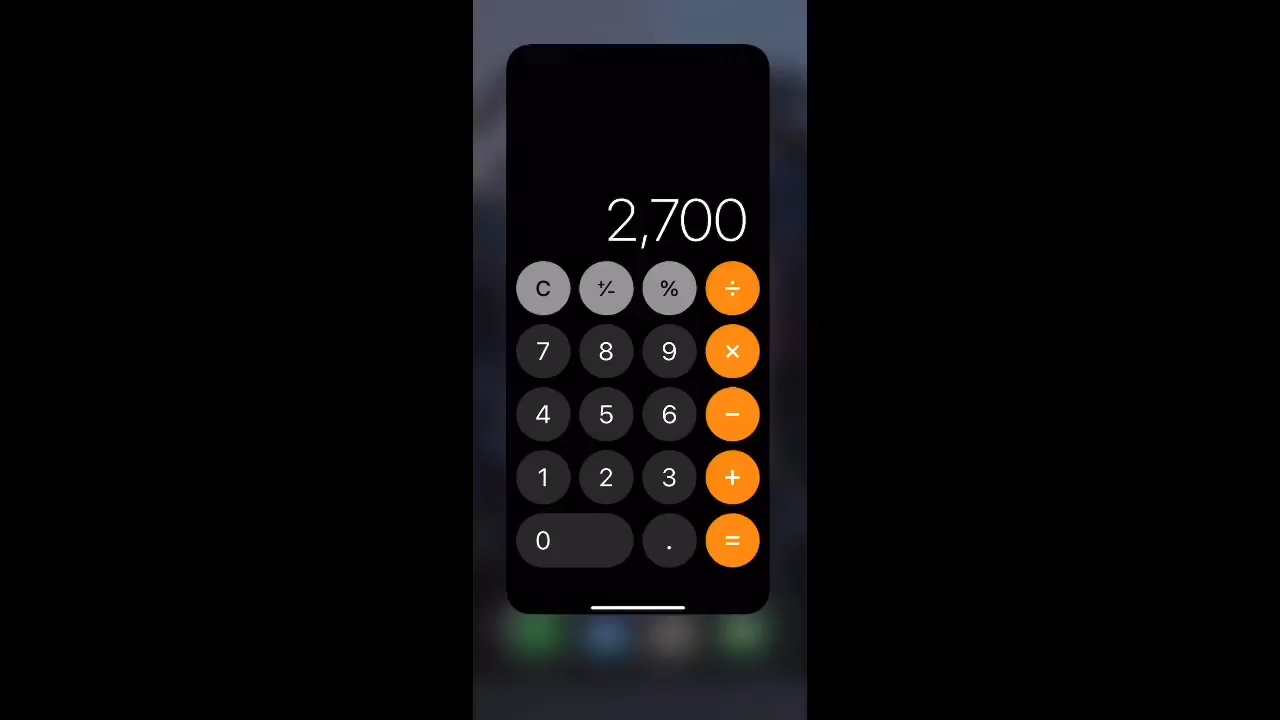 2,700
C +/− % ÷
7 8 9 ×
4 5 6 −
1 2 3 +
0 . =